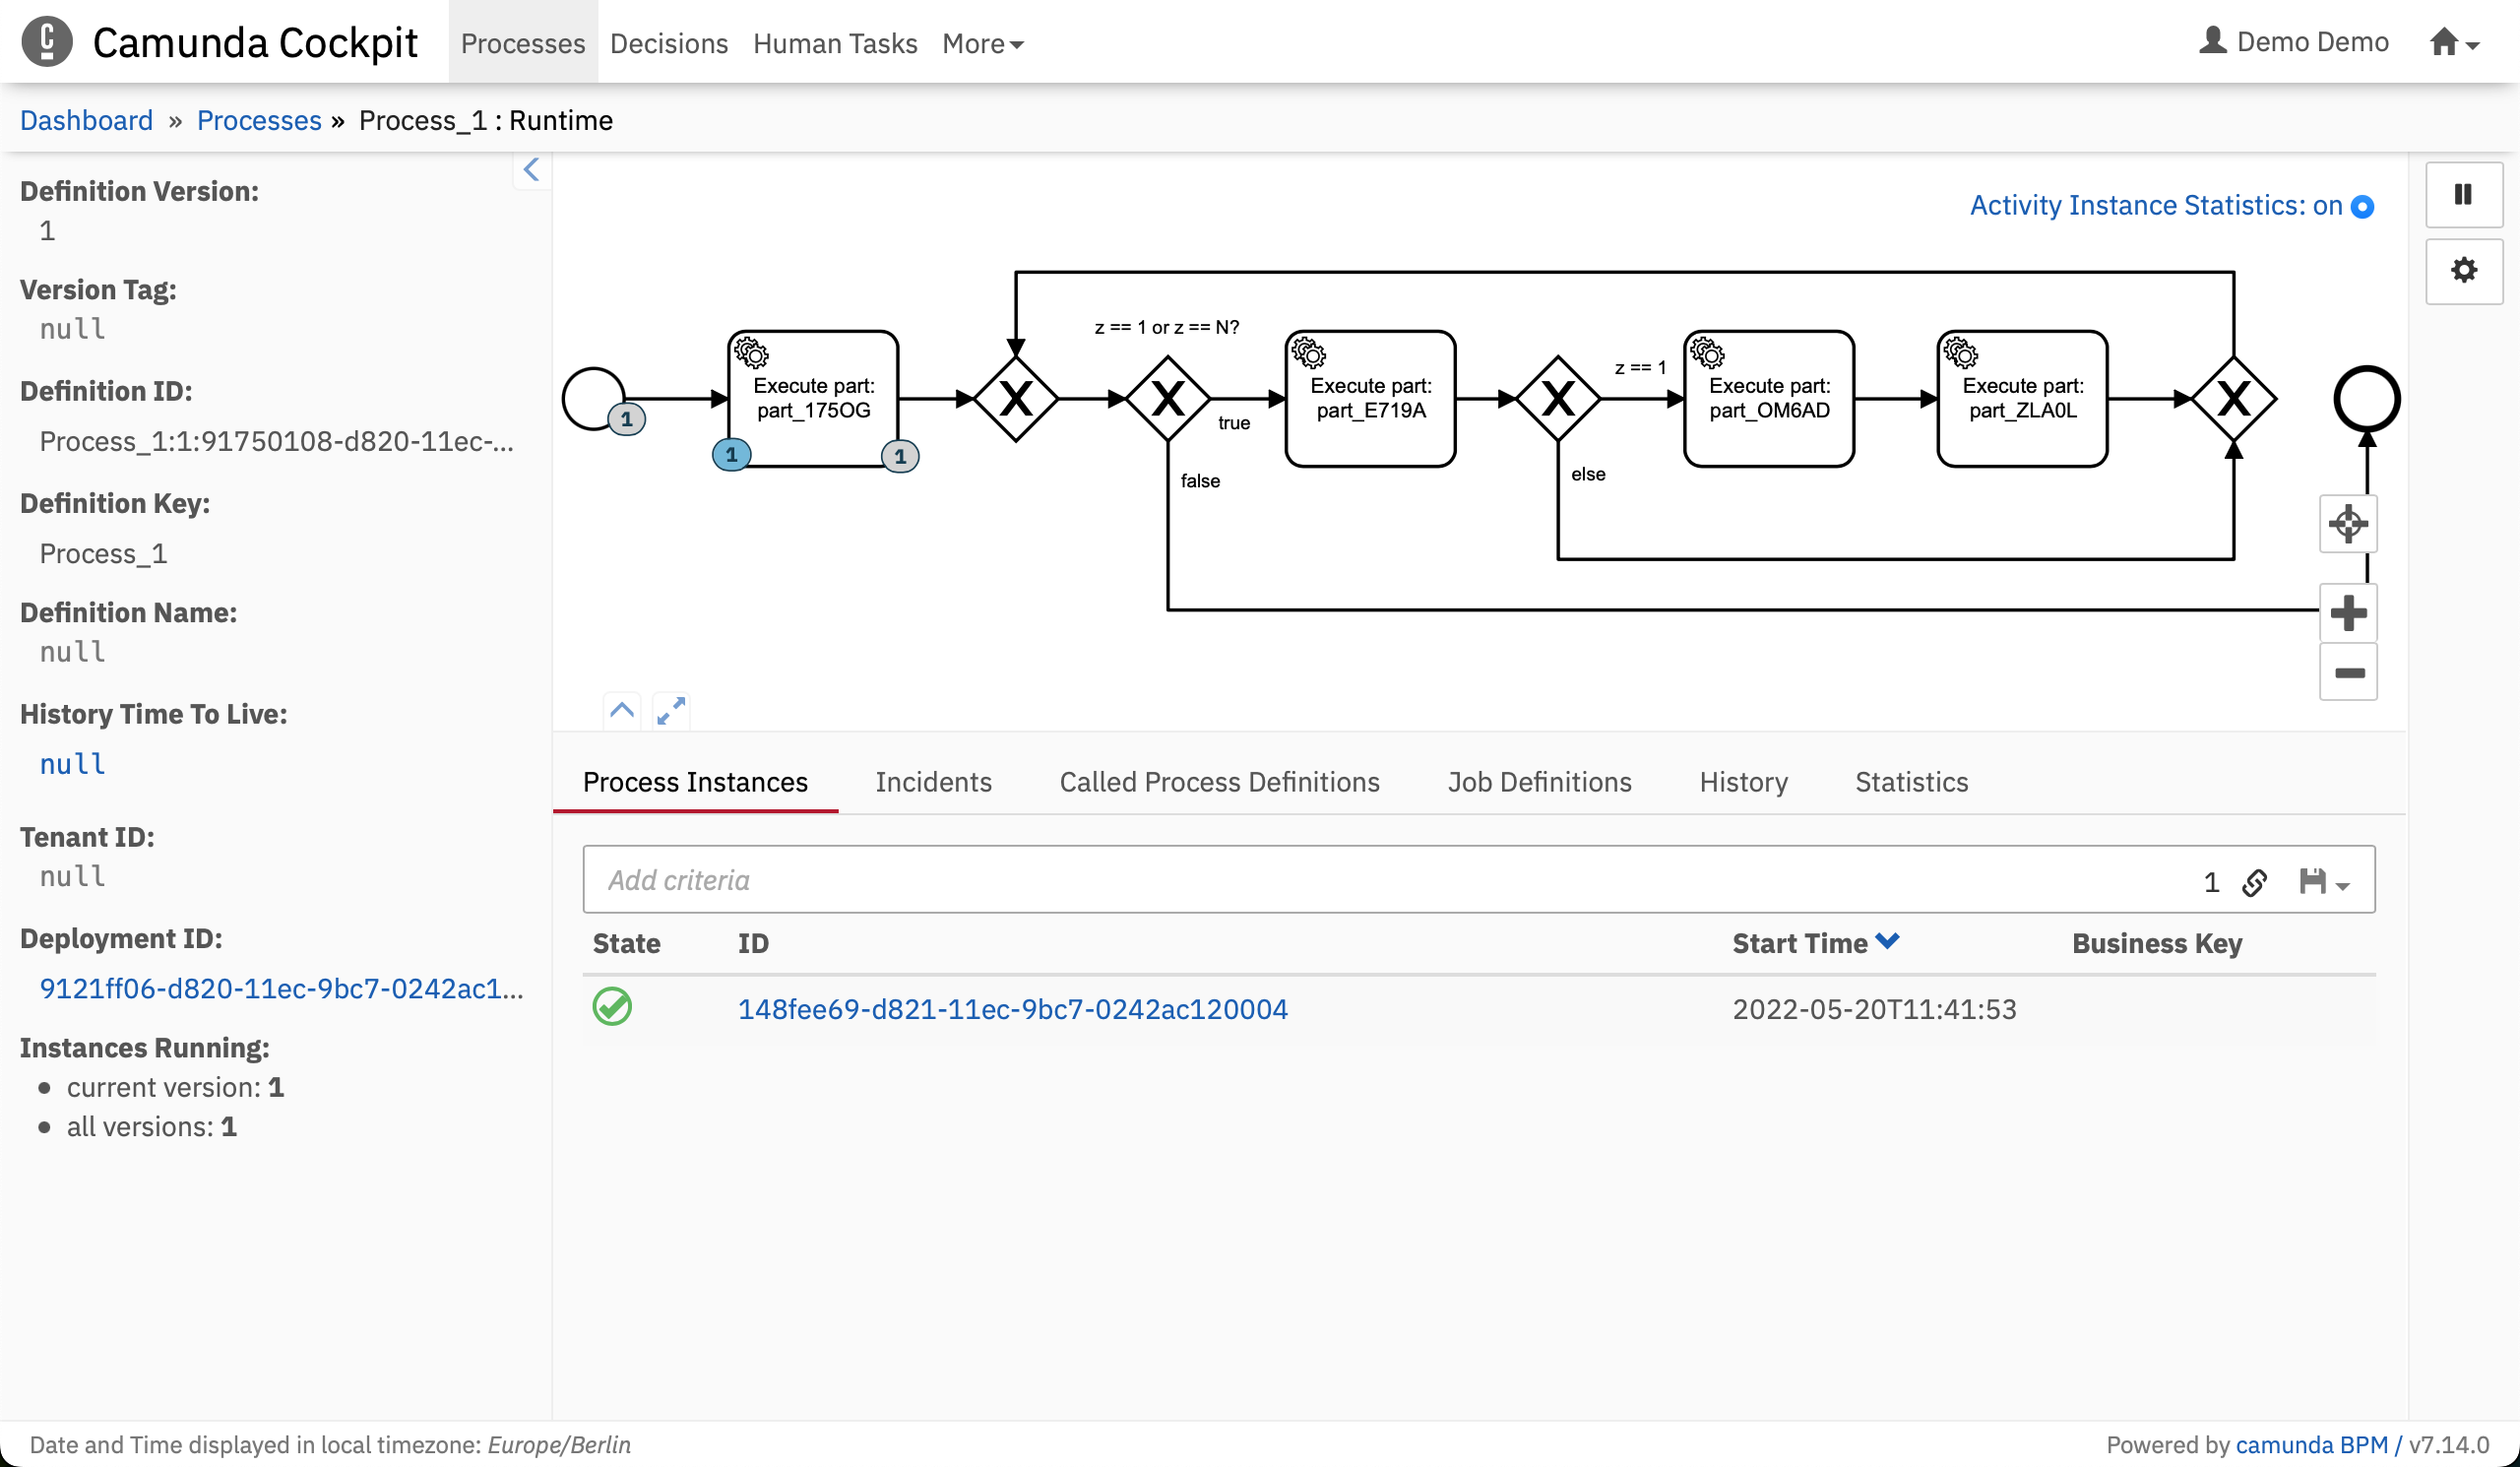 Camunda Cockpit
Processes
Decisions
Human Tasks
More
Demo Demo
Dashboard » Processes » Process_1 : Runtime
Definition Version:
1
Version Tag:
null
Definition ID:
Process_1:1:91750108-d820-11ec-...
Definition Key:
Process_1
Definition Name:
null
History Time To Live:
null
Tenant ID:
null
Deployment ID:
9121ff06-d820-11ec-9bc7-0242ac1...
Instances Running:
current version: 1
all versions: 1
Activity Instance Statistics: on
1
Execute part:
part_175OG
1
1
X
z == 1 or z == N?
X
true
false
Execute part:
part_E719A
X
z == 1
else
Execute part:
part_OM6AD
Execute part:
part_ZLA0L
X
Process Instances
Incidents
Called Process Definitions
Job Definitions
History
Statistics
Add criteria
1
State
ID
Start Time
Business Key
148fee69-d821-11ec-9bc7-0242ac120004
2022-05-20T11:41:53
Date and Time displayed in local timezone: Europe/Berlin
Powered by camunda BPM / v7.14.0